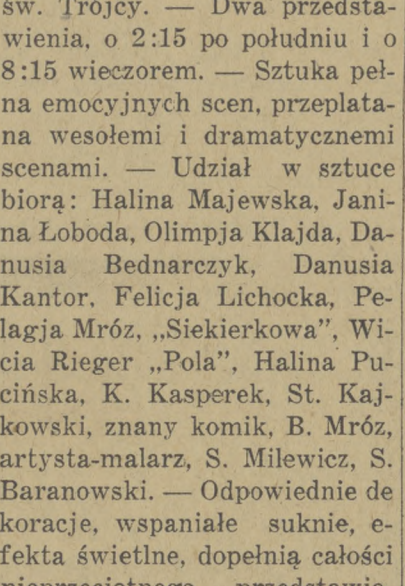 św. Trójcy. — Dwa przedsta-
wienia, o 2:15 po południu i o
8:15 wieczorem. — Sztuka peł-
na emocyjnych scen, przeplata-
na wesołemi i dramatycznemi
scenami. — Udział w sztuce
biorą: Halina Majewska, Jani-
na Łoboda, Olimpja Klajda, Da-
nusia Bednarczyk, Danusia
Kantor, Felicja Lichocka, Pe-
lagja Mróz, „Siekierkowa”, Wi-
cia Rieger „Pola”, Halina Pu-
cińska, K. Kasperek, St. Kaj-
kowski, znany komik, B. Mróz,
artysta-malarz, S. Milewicz, S.
Baranowski. — Odpowiednie de
koracje, wspaniałe suknie, e-
fekta świetlne, dopełnią całości